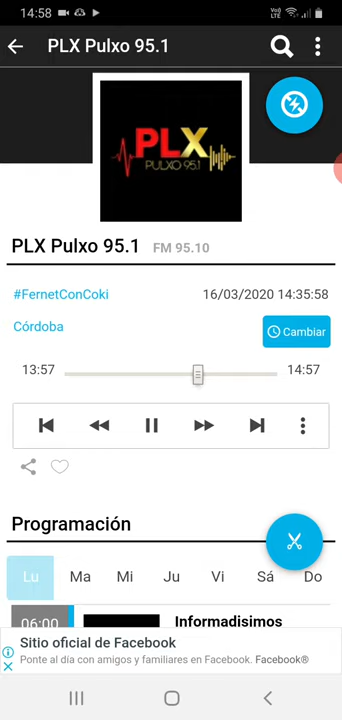 14:58
Vo)) LTE
PLX Pulxo 95.1
PLX
PULXO 95.1
PLX Pulxo 95.1 FM 95.10
#FernetConCoki 16/03/2020 14:35:58
Córdoba Cambiar
13:57 14:57
Programación
Lu Ma Mi Ju Vi Sá Do
06:00 Informadisimos
Sitio oficial de Facebook
Ponte al día con amigos y familiares en Facebook. Facebook®